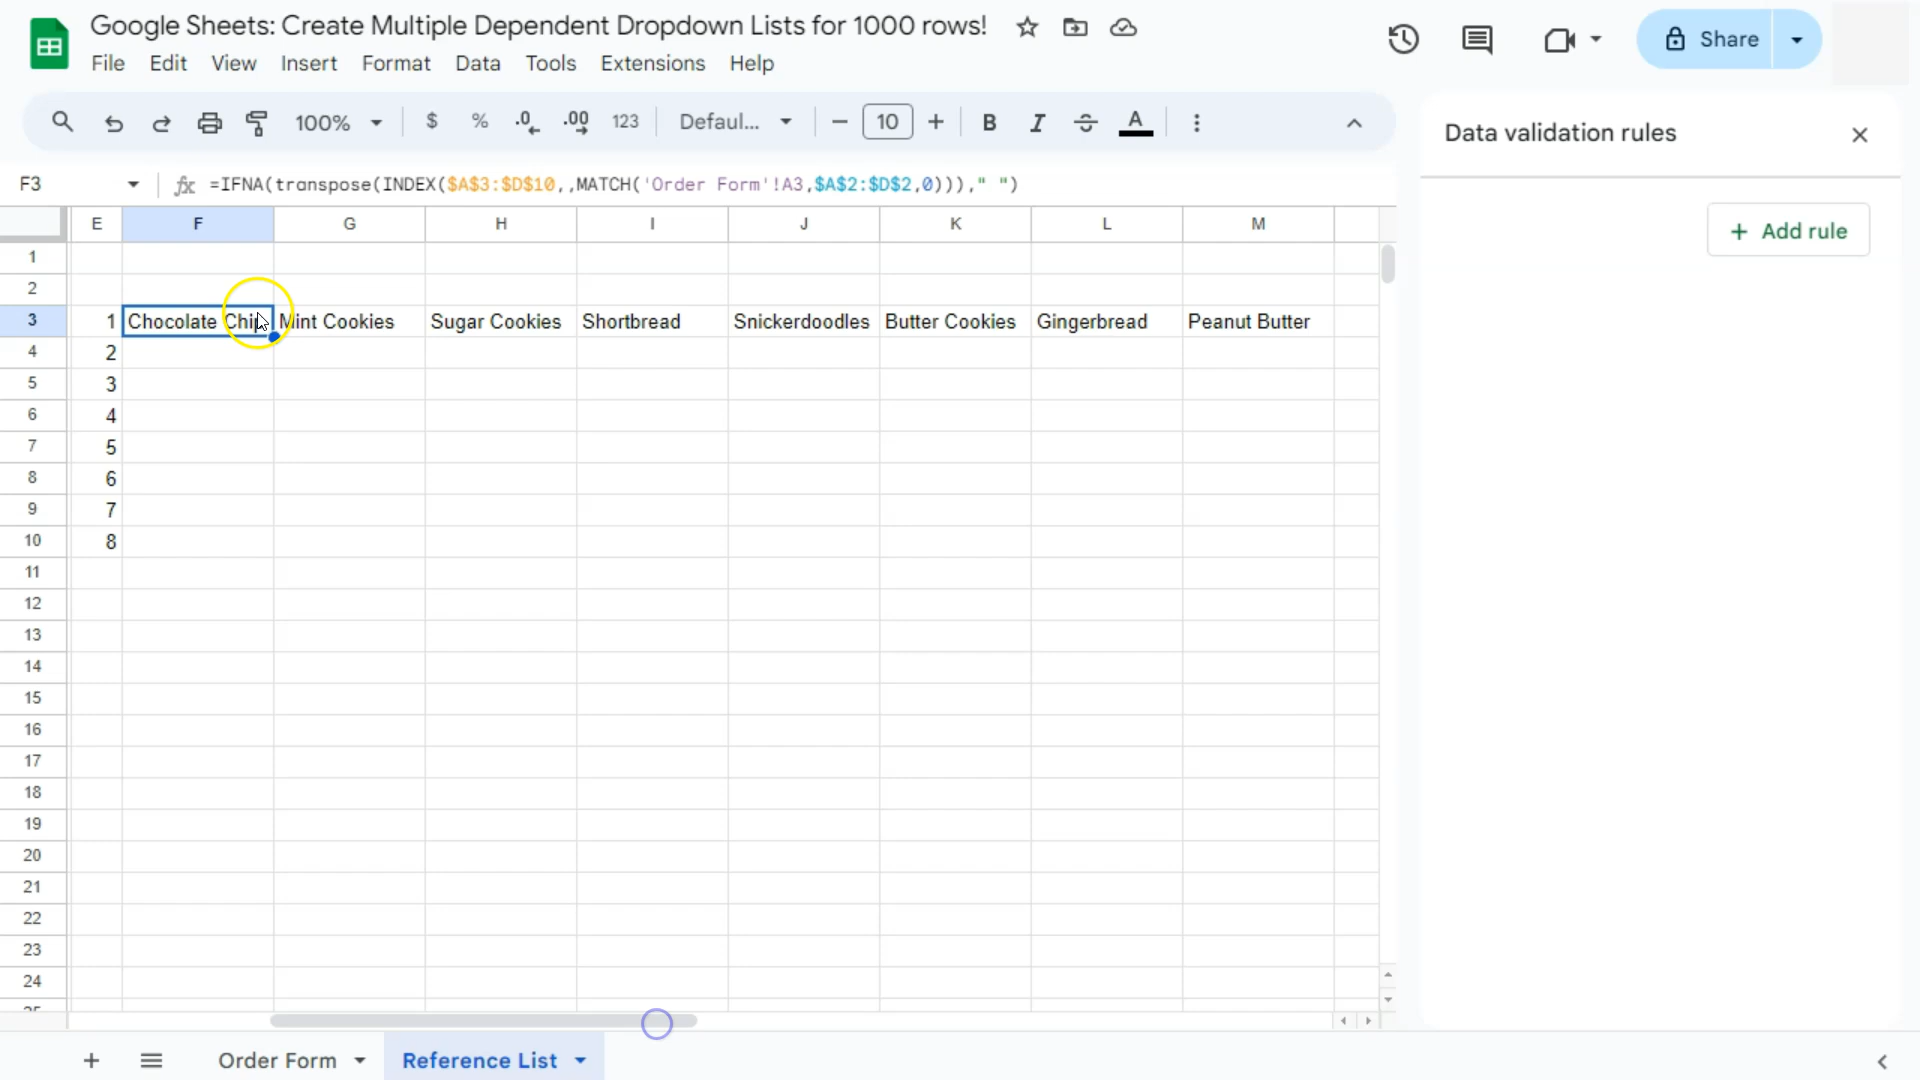 Google Sheets: Create Multiple Dependent Dropdown Lists for 1000 rows!
File Edit View Insert Format Data Tools Extensions Help
Share
100% $ % .0 .00 123 Defaul... 10 B I S A
Data validation rules
Add rule
F3 fx =IFNA(transpose(INDEX($A$3:$D$10,,MATCH('Order Form'!A3,$A$2:$D$2,0)))," ")
E F G H I J K L M
1
2
3 1 Chocolate Chip Mint Cookies Sugar Cookies Shortbread Snickerdoodles Butter Cookies Gingerbread Peanut Butter
4 2
5 3
6 4
7 5
8 6
9 7
10 8
11
12
13
14
15
16
17
18
19
20
21
22
23
24
Order Form Reference List